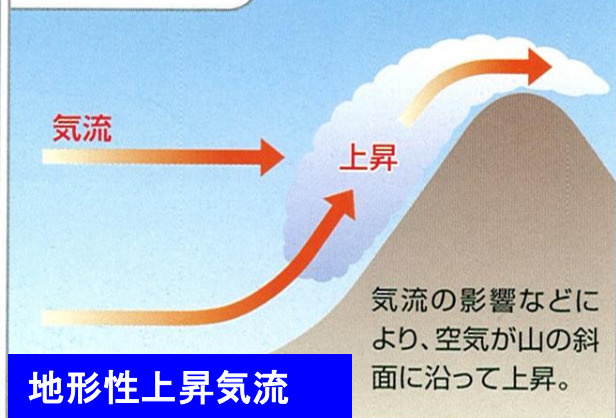 気流
上昇
気流の影響などに
より、空気が山の斜
面に沿って上昇。
地形性上昇気流